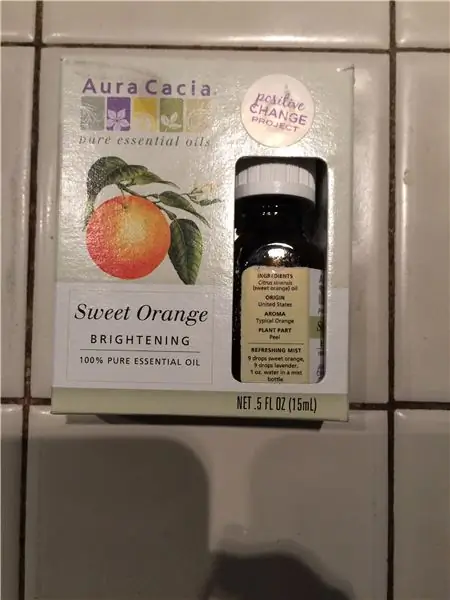 Aura Cacia
pure essential oils
positive
CHANGE
PROJECT
Sweet Orange
BRIGHTENING
100% PURE ESSENTIAL OIL
INGREDIENTS
Citrus sinensis
(sweet orange) oil
ORIGIN
United States
AROMA
Typical Orange
PLANT PART
Peel
REFRESHING MIST
9 drops sweet orange,
9 drops lavender,
1 oz. water in a mist
bottle
NET .5 FL OZ (15mL)